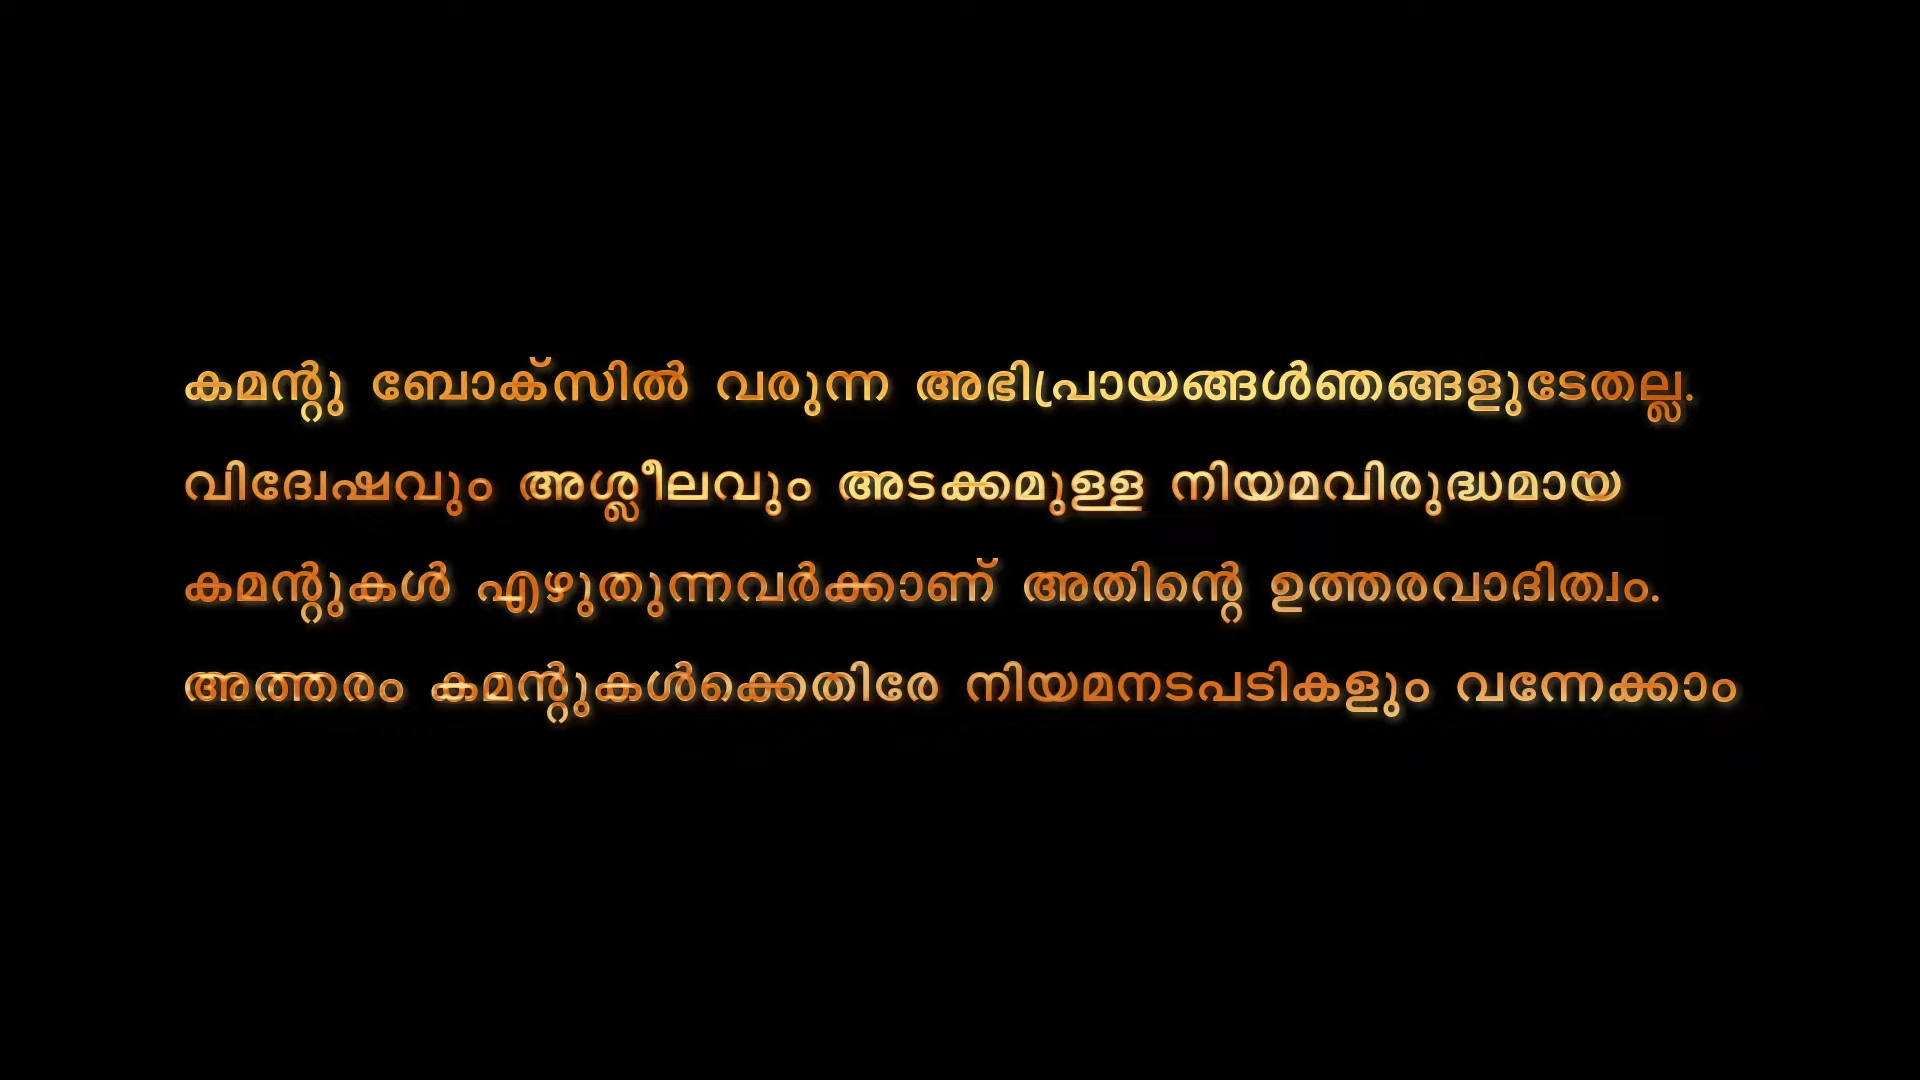 കമന്റു ബോക്സിൽ വരുന്ന അഭിപ്രായങ്ങൾഞങ്ങളുടേതല്ല.
വിദ്വേഷവും അശ്ലീലവും അടക്കമുള്ള നിയമവിരുദ്ധമായ
കമന്റുകൾ എഴുതുന്നവർക്കാണ് അതിന്റെ ഉത്തരവാദിത്വം.
അത്തരം കമന്റുകൾക്കെതിരേ നിയമനടപടികളും വന്നേക്കാം